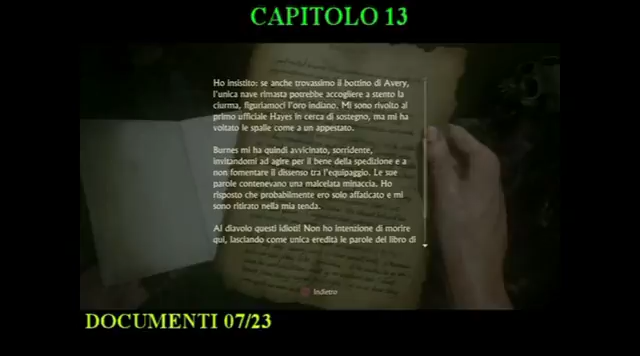 CAPITOLO 13
Ho insistito: se anche trovassimo il bottino di Avery,
l'unica nave rimasta potrebbe accogliere a stento la
ciurma, figuriamoci l'oro indiano. Mi sono rivolto al
primo ufficiale Hayes in cerca di sostegno, ma mi ha
voltato le spalle come a un appestato.
Burnes mi ha quindi avvicinato, sorridente,
invitandomi ad agire per il bene della spedizione e a
non fomentare il dissenso tra l'equipaggio. Le sue
parole contenevano una malcelata minaccia. Ho
risposto che probabilmente ero solo affaticato e mi
sono ritirato nella mia tenda.
Al diavolo questi idioti! Non ho intenzione di morire
qui, lasciando come unica eredità le parole del libro di
Indietro
DOCUMENTI 07/23